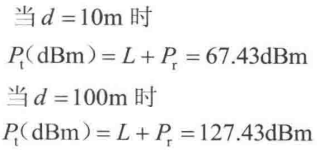 当 d = 10m 时
Pt(dBm) = L + Pr = 67.43dBm
当 d = 100m 时
Pt(dBm) = L + Pr = 127.43dBm